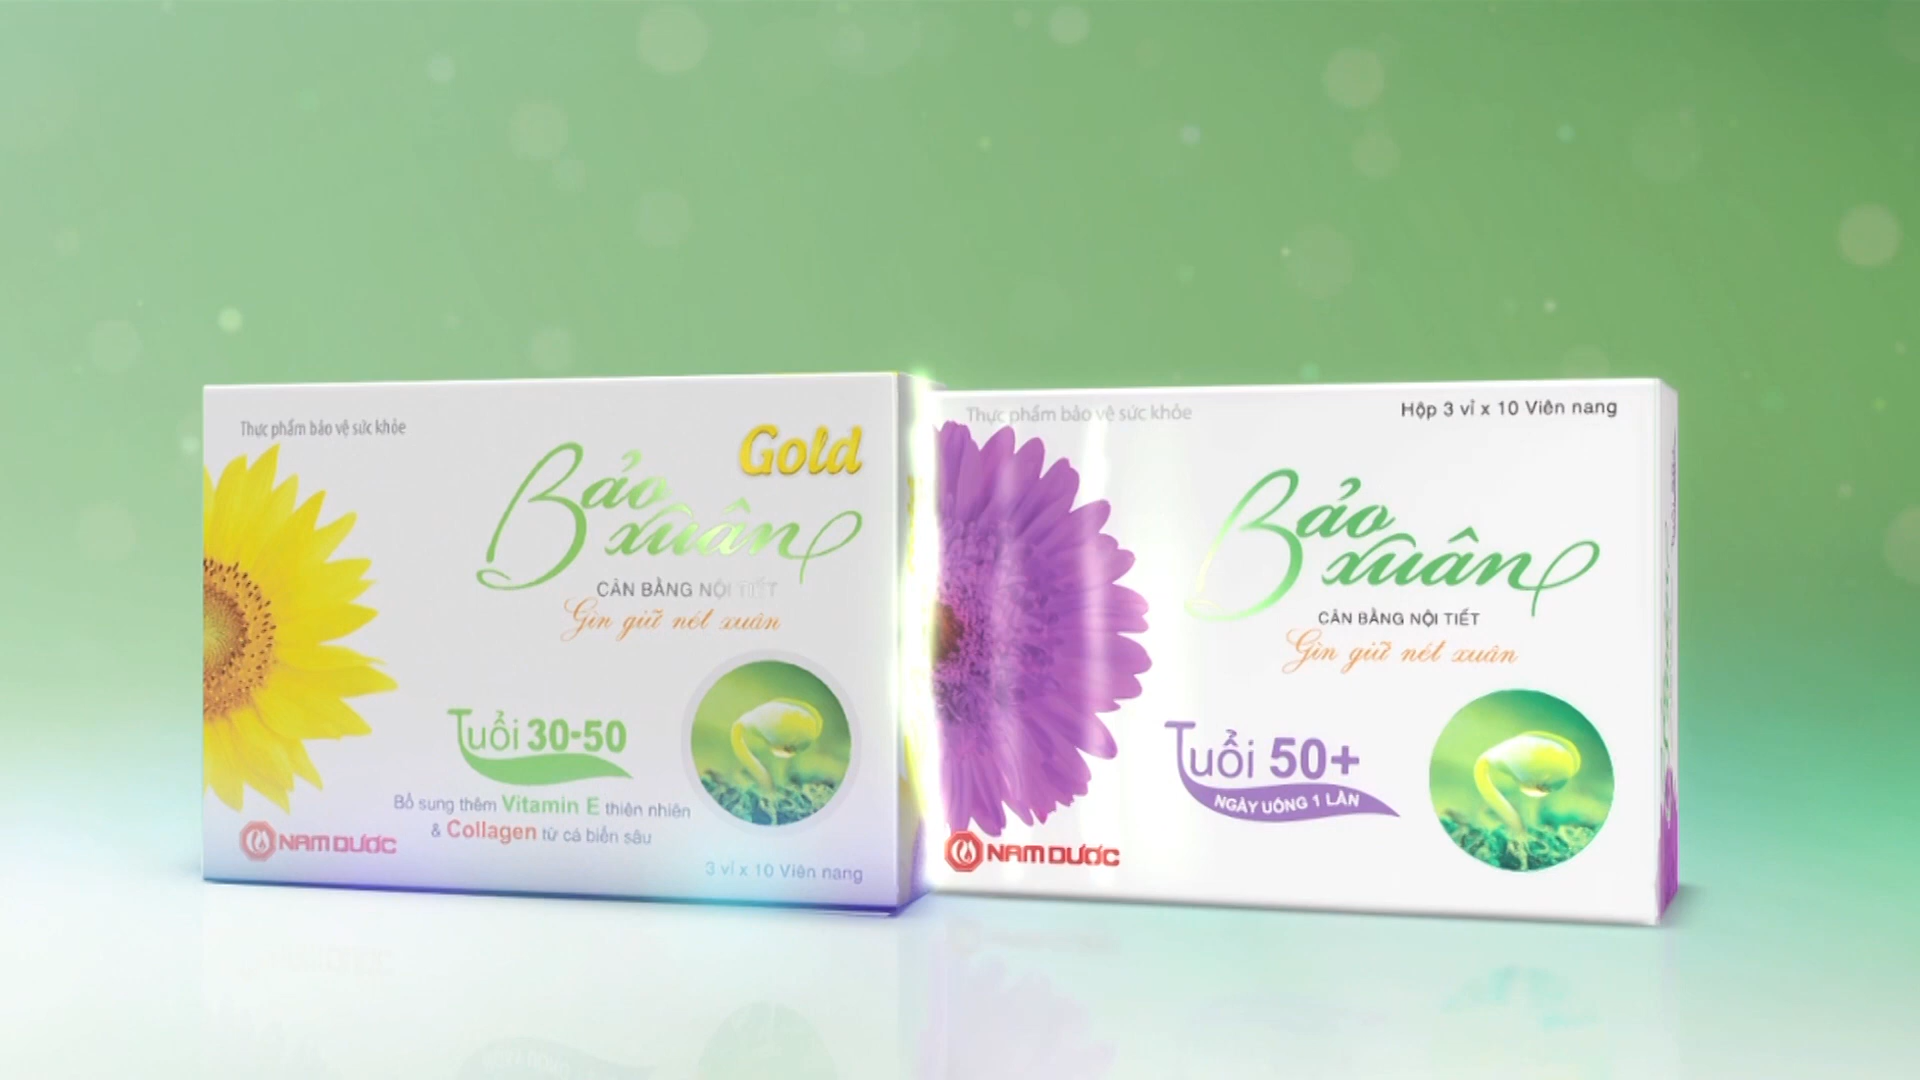 Thực phẩm bảo vệ sức khỏe
Gold
Bảo
xuân
CÂN BẰNG NỘI TIẾT
Gìn giữ nét xuân
Tuổi 30-50
Bổ sung thêm Vitamin E thiên nhiên
& Collagen từ cá biển sâu
NAM DƯỢC
3 vỉ x 10 Viên nang
Thực phẩm bảo vệ sức khỏe
Hộp 3 vỉ x 10 Viên nang
Bảo
xuân
CÂN BẰNG NỘI TIẾT
Gìn giữ nét xuân
Tuổi 50+
NGÀY UỐNG 1 LẦN
NAM DƯỢC